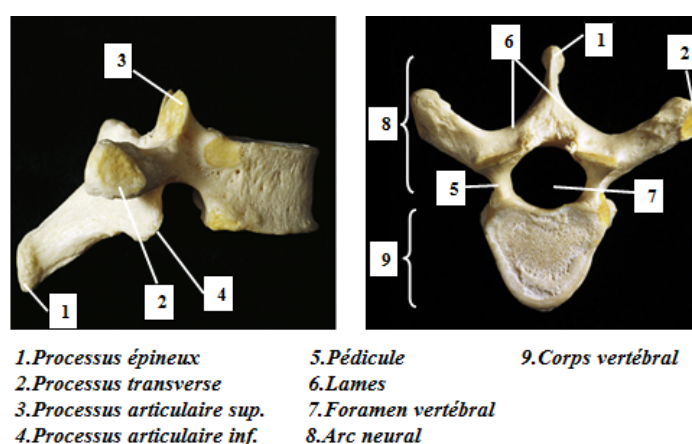 3
2
4
1
6
1
2
8
5
7
9
1.Processus épineux
2.Processus transverse
3.Processus articulaire sup.
4.Processus articulaire inf.
5.Pédicule
6.Lames
7.Foramen vertébral
8.Arc neural
9.Corps vertébral